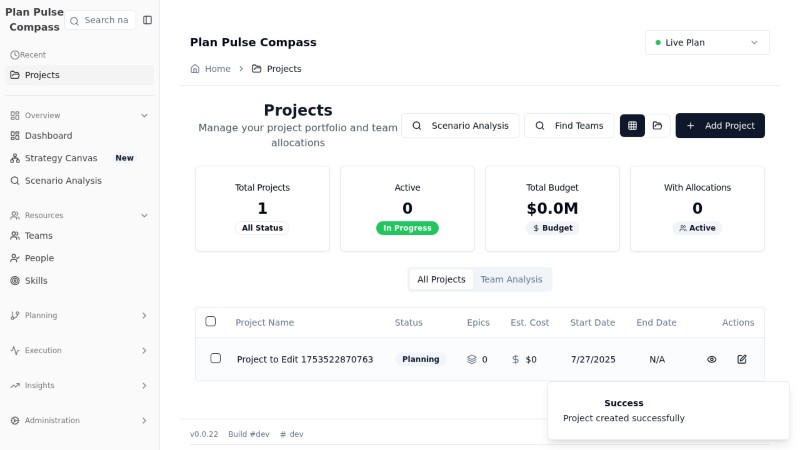 Plan Pulse
Compass
Search na
Recent
Projects
Overview
Dashboard
Strategy Canvas New
Scenario Analysis
Resources
Teams
People
Skills
Planning
Execution
Insights
Administration
Plan Pulse Compass
Live Plan
Home > Projects
Projects
Manage your project portfolio and team
allocations
Scenario Analysis
Find Teams
+ Add Project
Total Projects
1
All Status
Active
0
In Progress
Total Budget
$0.0M
$ Budget
With Allocations
0
Active
All Projects Team Analysis
Project Name Status Epics Est. Cost Start Date End Date Actions
Project to Edit 1753522870763 Planning 0 $ $0 7/27/2025 N/A
Success
Project created successfully
v0.0.22 Build #dev # dev